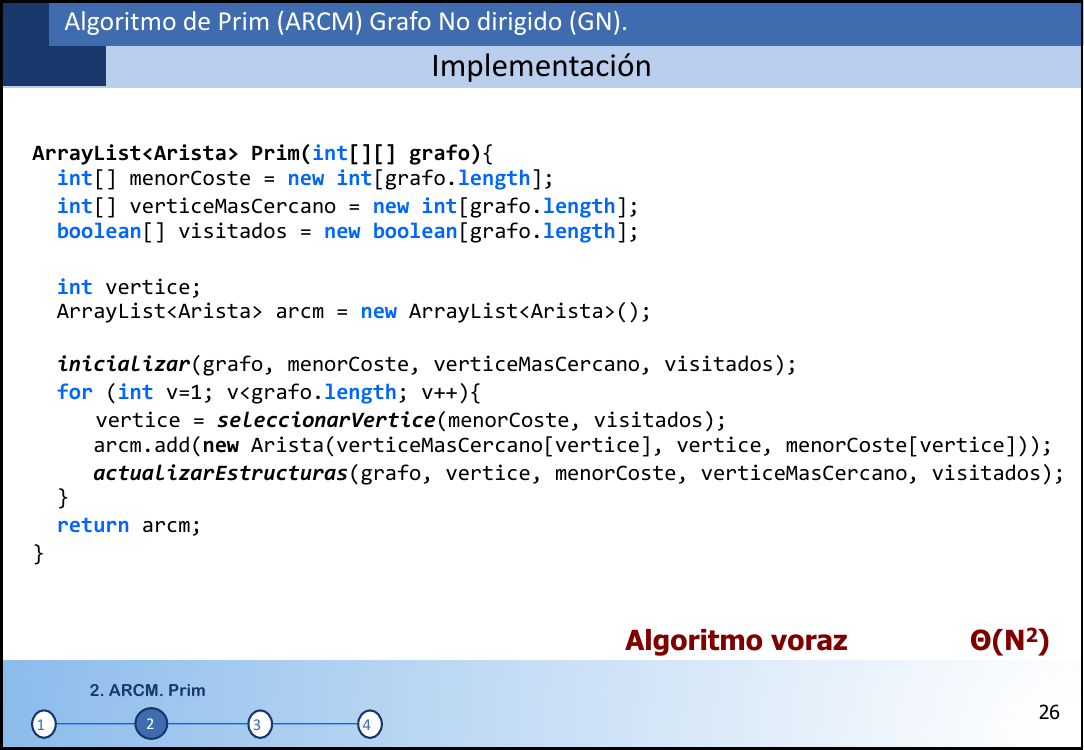 Algoritmo de Prim (ARCM) Grafo No dirigido (GN).
Implementación
ArrayList<Arista> Prim(int[][] grafo){
int[] menorCoste = new int[grafo.length];
int[] verticeMasCercano = new int[grafo.length];
boolean[] visitados = new boolean[grafo.length];
int vertice;
ArrayList<Arista> arcm = new ArrayList<Arista>();
inicializar(grafo, menorCoste, verticeMasCercano, visitados);
for (int v=1; v<grafo.length; v++){
vertice = seleccionarVertice(menorCoste, visitados);
arcm.add(new Arista(verticeMasCercano[vertice], vertice, menorCoste[vertice]));
actualizarEstructuras(grafo, vertice, menorCoste, verticeMasCercano, visitados);
}
return arcm;
}
Algoritmo voraz Θ(N²)
2. ARCM. Prim
1 2 3 4
26